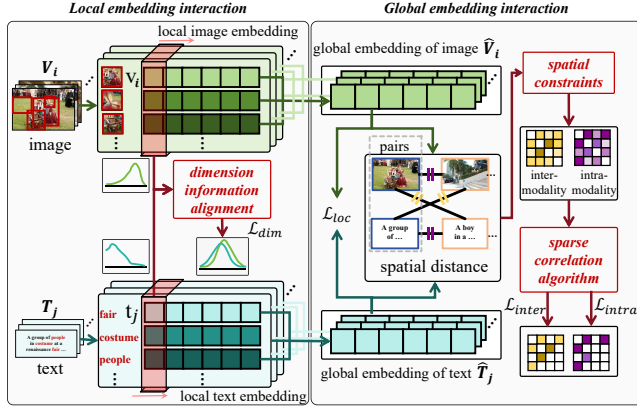 Local embedding interaction
Global embedding interaction
local image embedding
V_i
image
v_i
global embedding of image V̂_i
spatial
constraints
inter-
modality
intra-
modality
pairs
A group
of ...
A boy
in a ...
...
...
spatial distance
L_loc
dimension
information
alignment
L_dim
sparse
correlation
algorithm
L_inter
L_intra
T_j
A group of people
in costume at a
renaissance fair ...
text
t_j
fair
costume
people
local text embedding
global embedding of text T̂_j